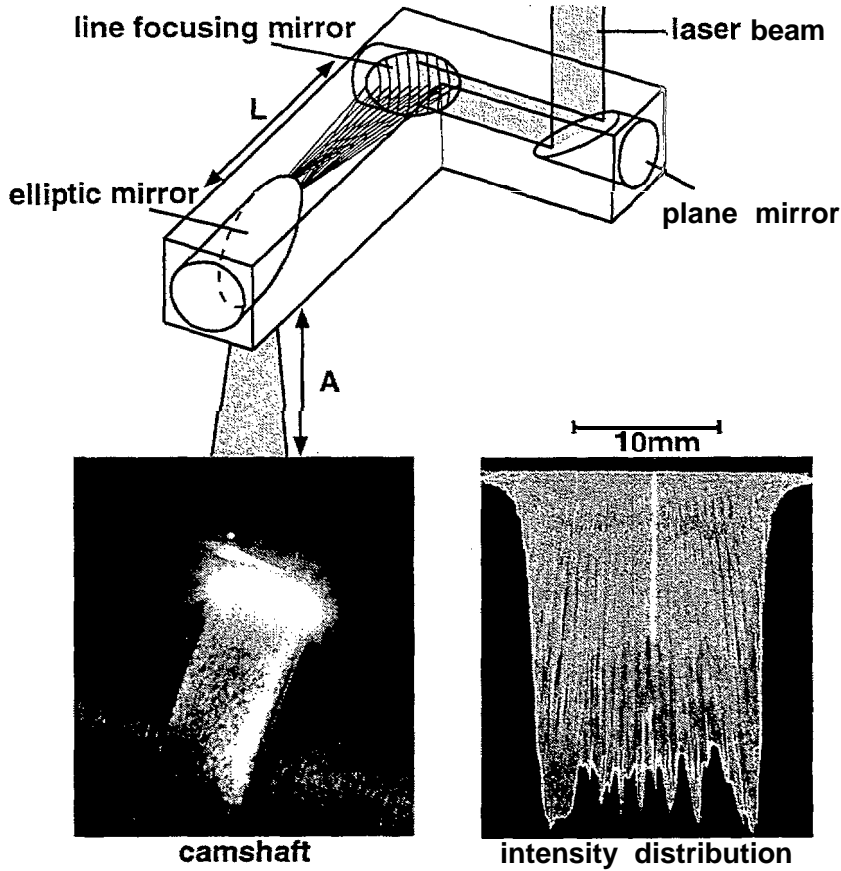 line focusing mirror
laser beam
L
elliptic mirror
plane mirror
A
10mm
camshaft
intensity distribution